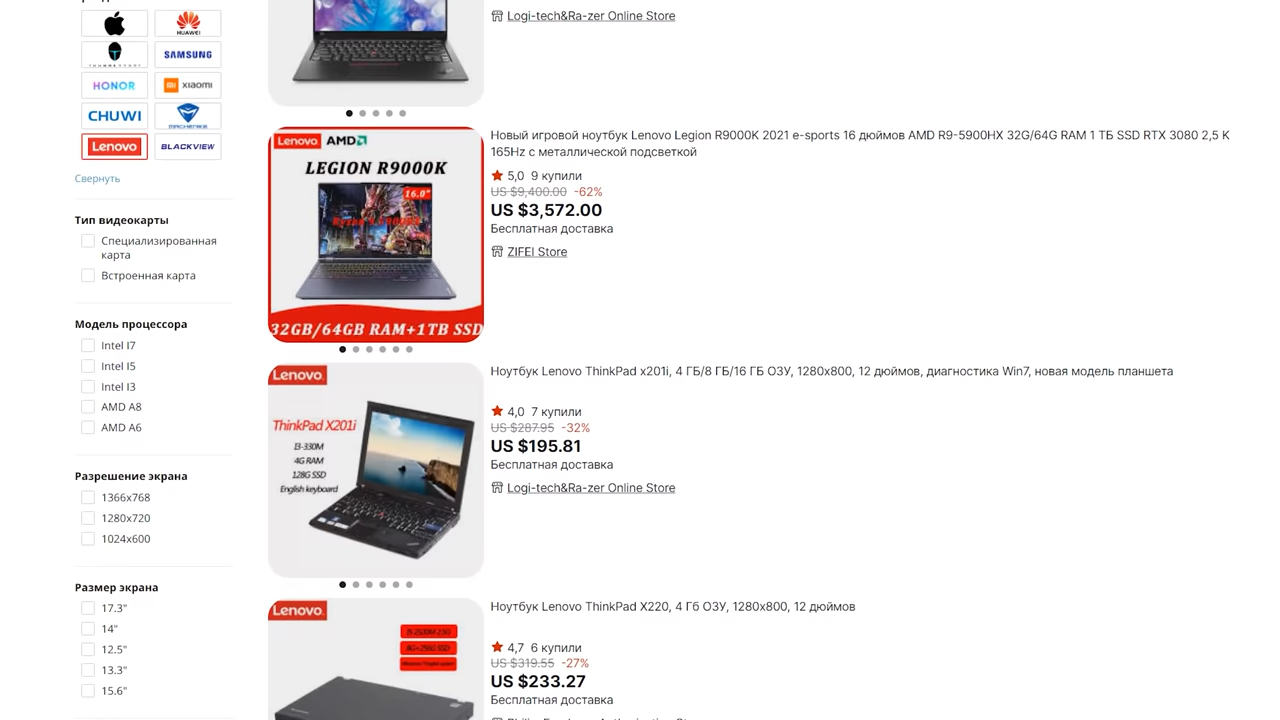 HUAWEI
SAMSUNG
HONOR
xiaomi
CHUWI
MACHENIKE
Lenovo
BLACKVIEW
Свернуть
Тип видеокарты
Специализированная
карта
Встроенная карта
Модель процессора
Intel I7
Intel I5
Intel I3
AMD A8
AMD A6
Разрешение экрана
1366x768
1280x720
1024x600
Размер экрана
17.3"
14"
12.5"
13.3"
15.6"
Logi-tech&Ra-zer Online Store
Lenovo AMD
LEGION R9000K
16.0"
32GB/64GB RAM+1TB SSD
Новый игровой ноутбук Lenovo Legion R9000K 2021 e-sports 16 дюймов AMD R9-5900HX 32G/64G RAM 1 ТБ SSD RTX 3080 2,5 K
165Hz с металлической подсветкой
5,0 9 купили
US $9,400.00 -62%
US $3,572.00
Бесплатная доставка
ZIFEI Store
Lenovo
ThinkPad X201i
I3-330M
4G RAM
128G SSD
English keyboard
Ноутбук Lenovo ThinkPad x201i, 4 ГБ/8 ГБ/16 ГБ ОЗУ, 1280x800, 12 дюймов, диагностика Win7, новая модель планшета
4,0 7 купили
US $287.95 -32%
US $195.81
Бесплатная доставка
Logi-tech&Ra-zer Online Store
Lenovo
Ноутбук Lenovo ThinkPad X220, 4 Гб ОЗУ, 1280x800, 12 дюймов
4,7 6 купили
US $319.55 -27%
US $233.27
Бесплатная доставка